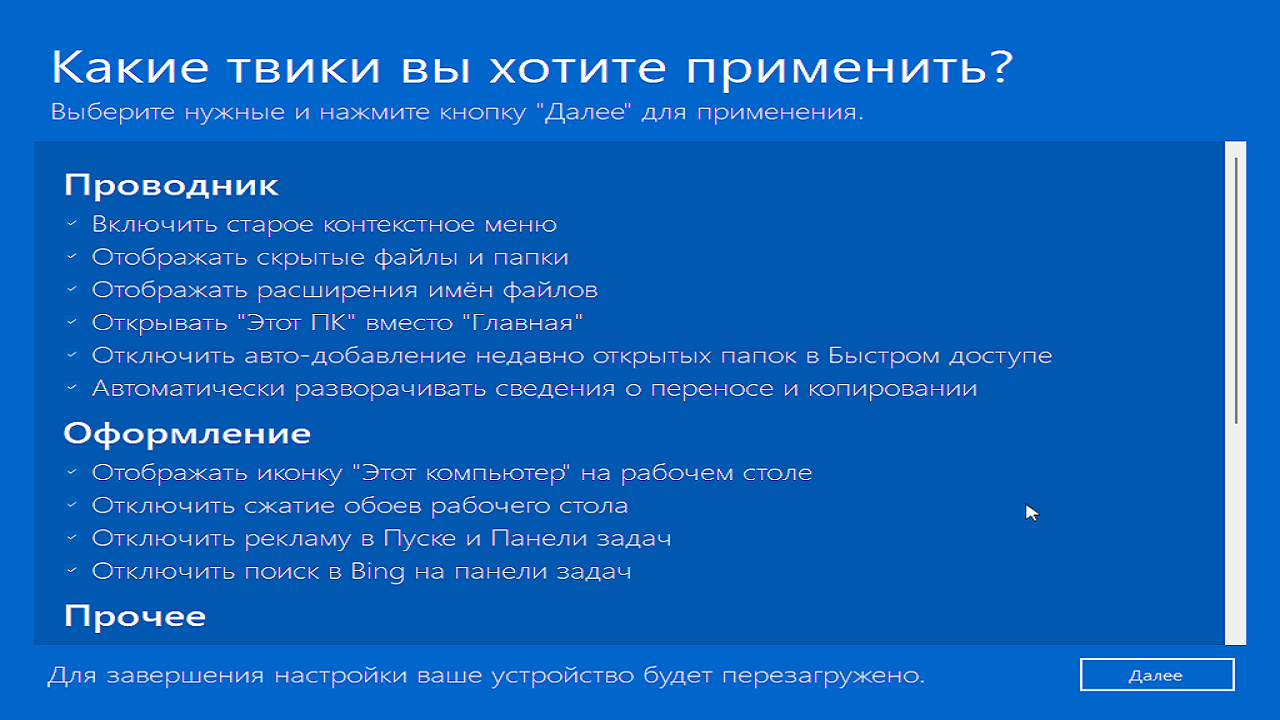 Какие твики вы хотите применить?
Выберите нужные и нажмите кнопку "Далее" для применения.
Проводник
Включить старое контекстное меню
Отображать скрытые файлы и папки
Отображать расширения имён файлов
Открывать "Этот ПК" вместо "Главная"
Отключить авто-добавление недавно открытых папок в Быстром доступе
Автоматически разворачивать сведения о переносе и копировании
Оформление
Отображать иконку "Этот компьютер" на рабочем столе
Отключить сжатие обоев рабочего стола
Отключить рекламу в Пуске и Панели задач
Отключить поиск в Bing на панели задач
Прочее
Для завершения настройки ваше устройство будет перезагружено.
Далее